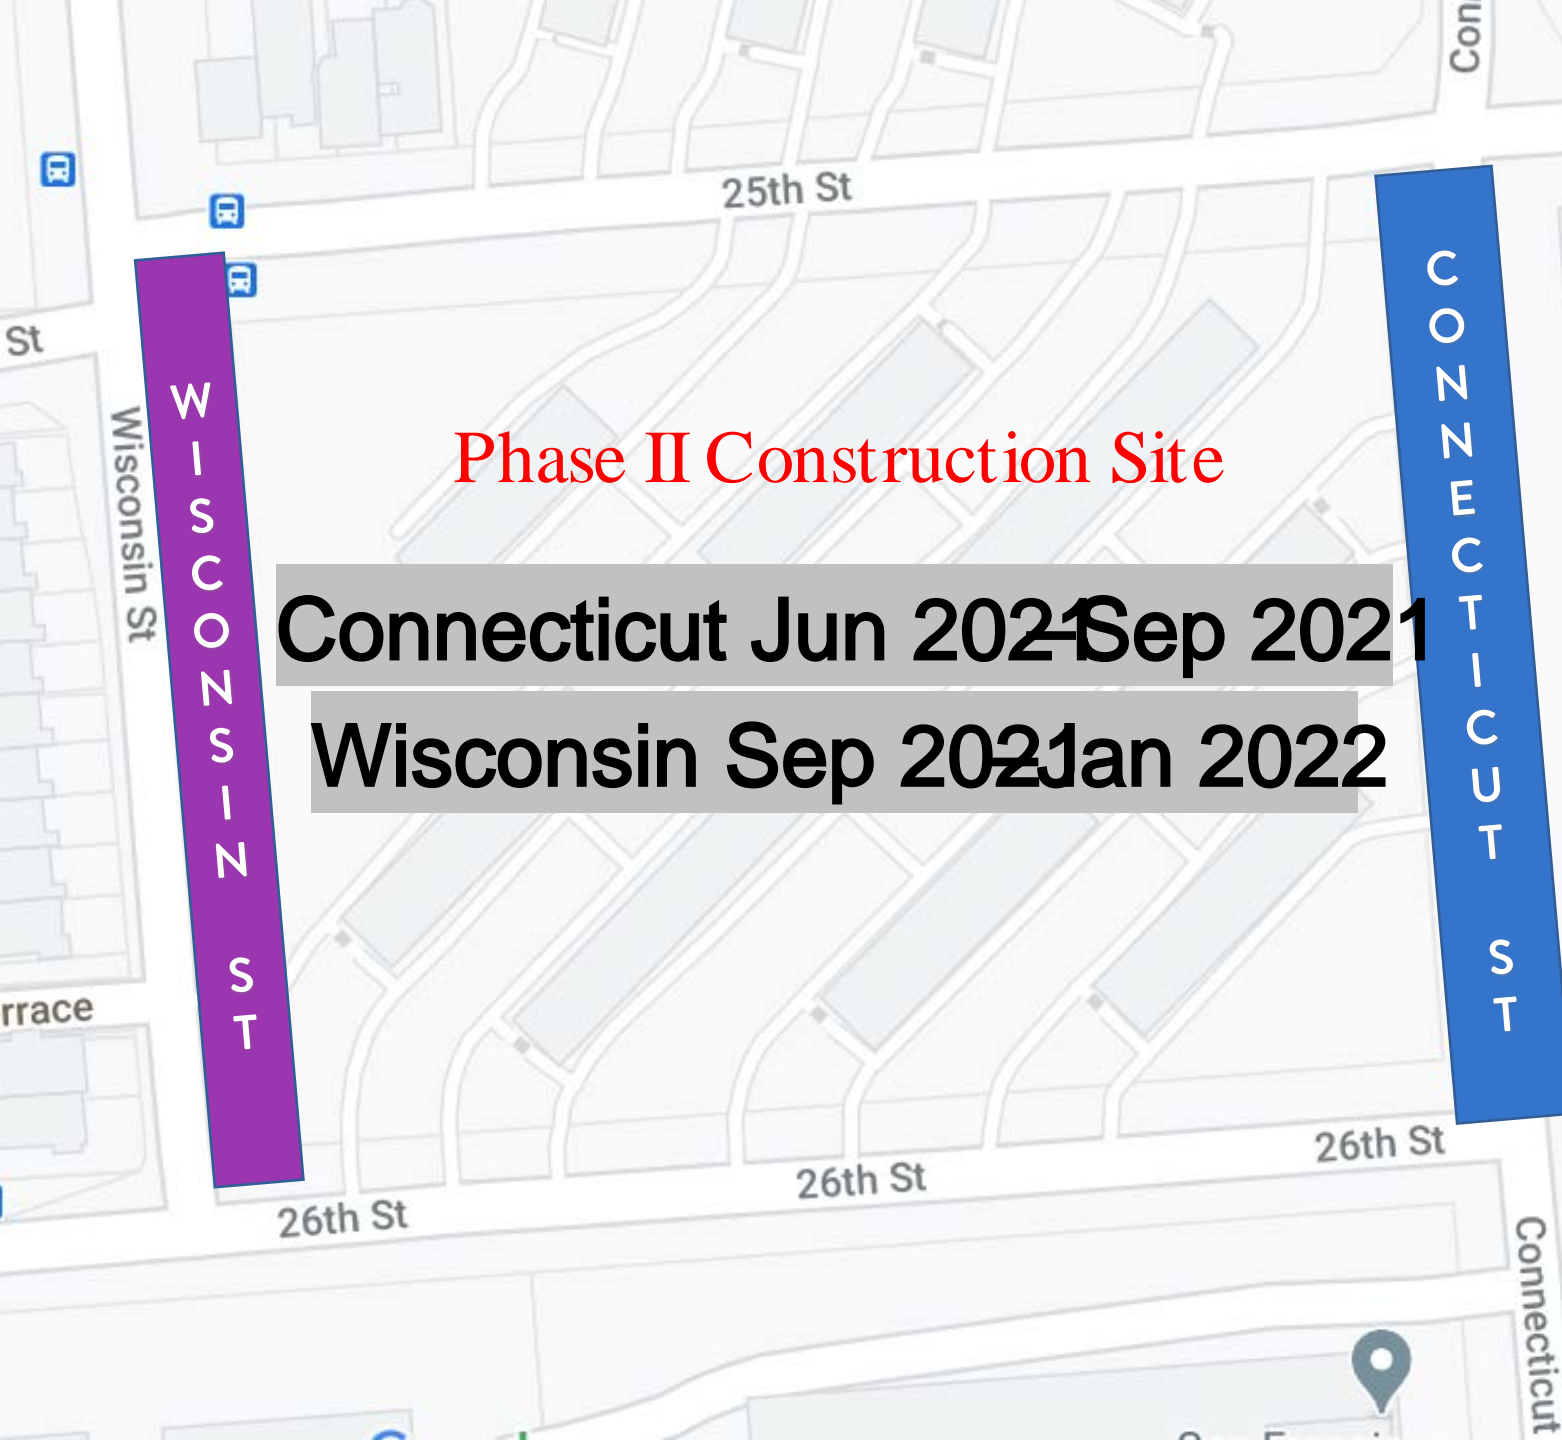 Con
25th St
St
Wisconsin St
WISCONSIN ST
CONNECTICUT ST
Phase II Construction Site
Connecticut Jun 2021 – Sep 2021
Wisconsin Sep 2021 – Jan 2022
rrace
26th St
26th St
26th St
Connecticut